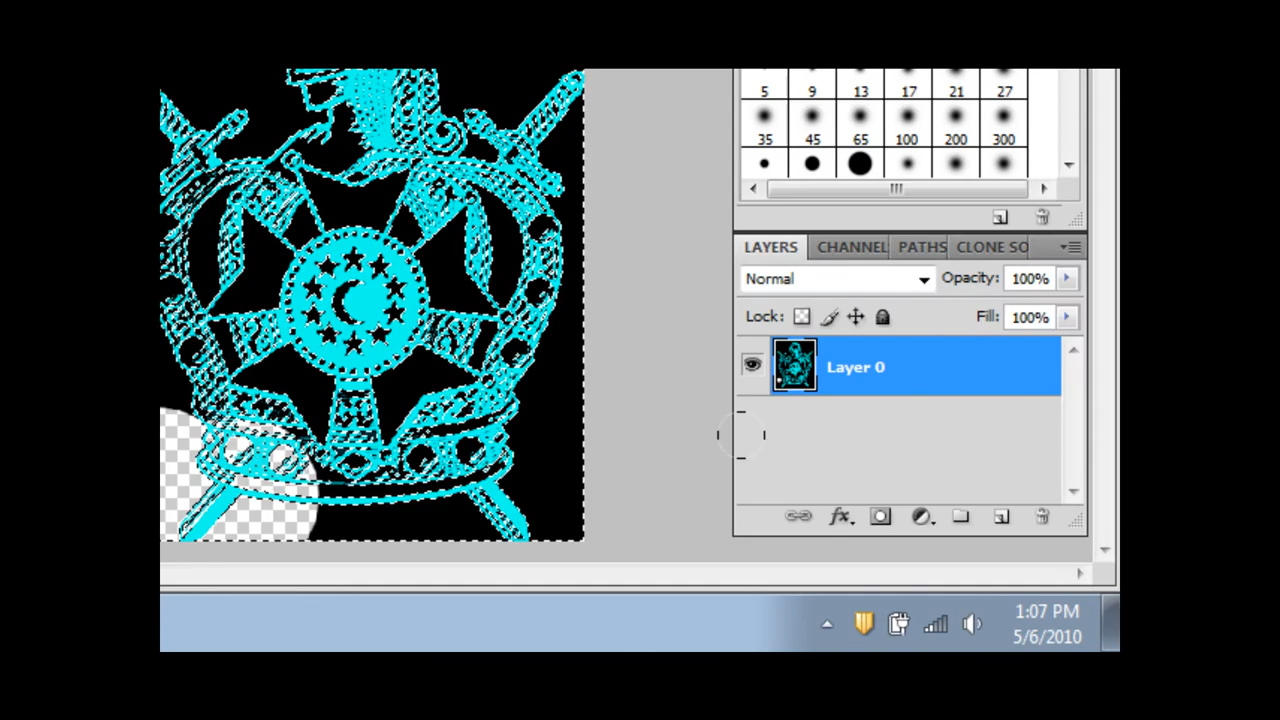 5 9 13 17 21 27
35 45 65 100 200 300
LAYERS CHANNEL PATHS CLONE SO
Normal Opacity: 100%
Lock: Fill: 100%
Layer 0
fx
1:07 PM
5/6/2010